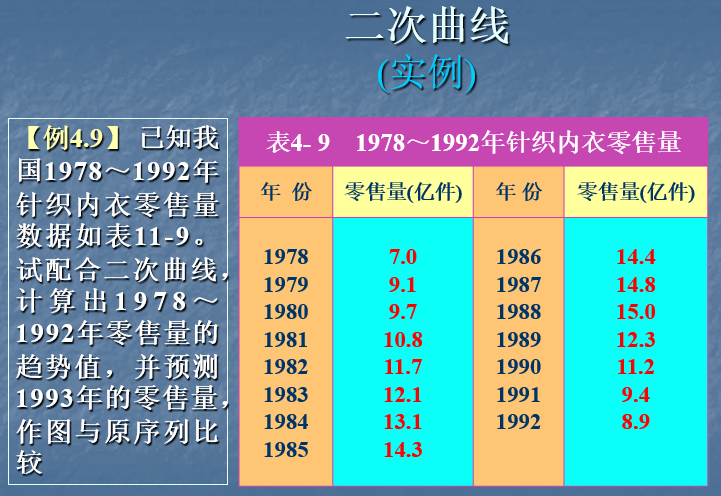 二次曲线
(实例)
【例4.9】 已知我
国1978～1992年
针织内衣零售量
数据如表11-9。
试配合二次曲线，
计算出1978～
1992年零售量的
趋势值，并预测
1993年的零售量，
作图与原序列比
较
表4- 9 1978～1992年针织内衣零售量
年 份 零售量(亿件) 年 份 零售量(亿件)
1978 7.0 1986 14.4
1979 9.1 1987 14.8
1980 9.7 1988 15.0
1981 10.8 1989 12.3
1982 11.7 1990 11.2
1983 12.1 1991 9.4
1984 13.1 1992 8.9
1985 14.3